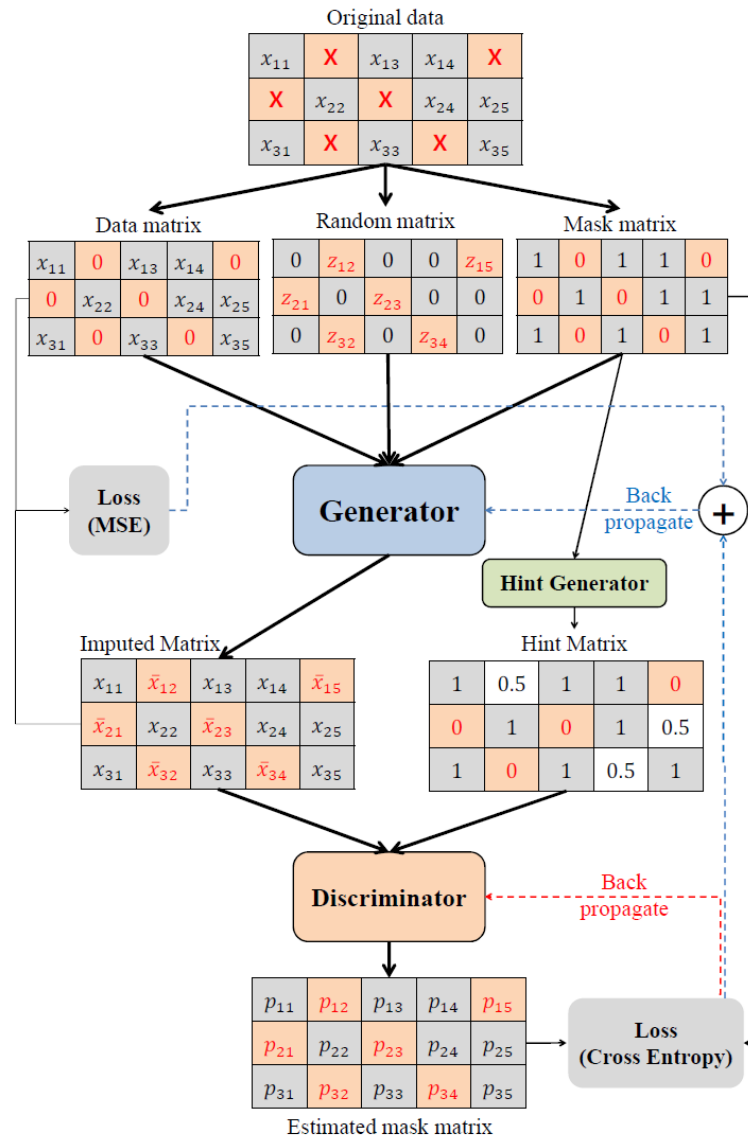 Original data
x₁₁ X x₁₃ x₁₄ X
X x₂₂ X x₂₄ x₂₅
x₃₁ X x₃₃ X x₃₅
Data matrix
x₁₁ 0 x₁₃ x₁₄ 0
0 x₂₂ 0 x₂₄ x₂₅
x₃₁ 0 x₃₃ 0 x₃₅
Random matrix
0 z₁₂ 0 0 z₁₅
z₂₁ 0 z₂₃ 0 0
0 z₃₂ 0 z₃₄ 0
Mask matrix
1 0 1 1 0
0 1 0 1 1
1 0 1 0 1
Loss
(MSE)
Generator
Back
propagate
+
Hint Generator
Imputed Matrix
x₁₁ x̄₁₂ x₁₃ x₁₄ x̄₁₅
x̄₂₁ x₂₂ x̄₂₃ x₂₄ x₂₅
x₃₁ x̄₃₂ x₃₃ x̄₃₄ x₃₅
Hint Matrix
1 0.5 1 1 0
0 1 0 1 0.5
1 0 1 0.5 1
Discriminator
Back
propagate
p₁₁ p₁₂ p₁₃ p₁₄ p₁₅
p₂₁ p₂₂ p₂₃ p₂₄ p₂₅
p₃₁ p₃₂ p₃₃ p₃₄ p₃₅
Estimated mask matrix
Loss
(Cross Entropy)